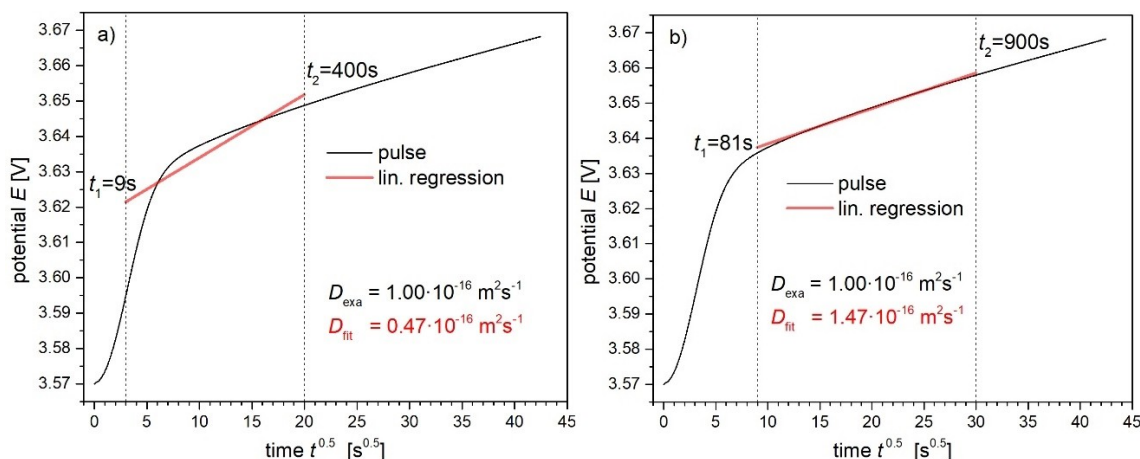 a)
3.67
3.66
3.65
3.64
3.63
3.62
3.61
3.60
3.59
3.58
3.57
potential E [V]
t₁=9s
t₂=400s
pulse
lin. regression
D_exa = 1.00·10⁻¹⁶ m²s⁻¹
D_fit = 0.47·10⁻¹⁶ m²s⁻¹
0 5 10 15 20 25 30 35 40 45
time t⁰·⁵ [s⁰·⁵]
b)
3.67
3.66
3.65
3.64
3.63
3.62
3.61
3.60
3.59
3.58
3.57
potential E [V]
t₁=81s
t₂=900s
pulse
lin. regression
D_exa = 1.00·10⁻¹⁶ m²s⁻¹
D_fit = 1.47·10⁻¹⁶ m²s⁻¹
0 5 10 15 20 25 30 35 40 45
time t⁰·⁵ [s⁰·⁵]